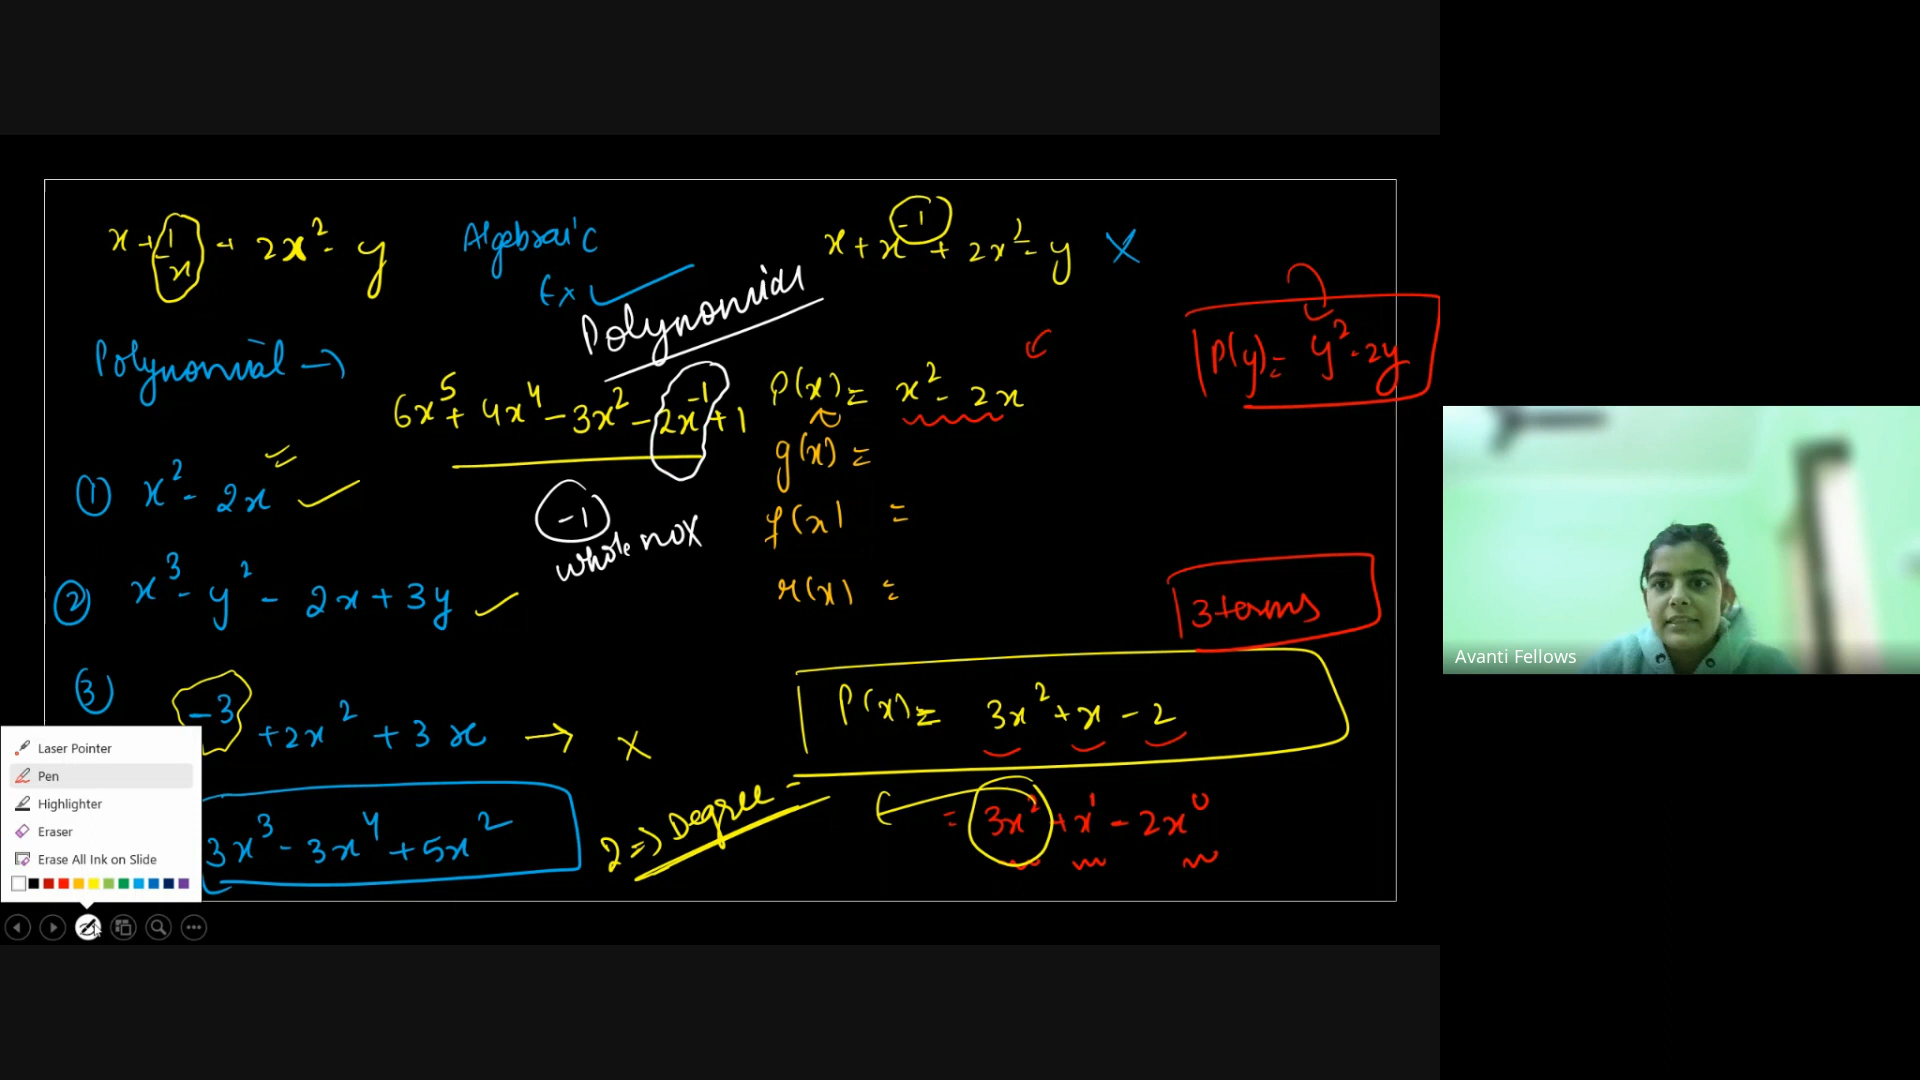 x + 1/x + 2x² - y
Algebraic
Ex
x + x⁻¹ + 2x² - y X
Polynomials
Polynomial →
6x⁵ + 4x⁴ - 3x² - 2x⁻¹ + 1
P(x) = x² - 2x
P(y) = y² - 2y
g(x) =
① x² - 2x
-1
whole no X
f(x) =
② x³ - y² - 2x + 3y
r(x) =
3 terms
③
-3 + 2x² + 3x → X
P(x) = 3x² + x - 2
Laser Pointer
Pen
Highlighter
Eraser
Erase All Ink on Slide
3x³ - 3x⁴ + 5x²
2 => Degree -
= 3x² + x¹ - 2x⁰
Avanti Fellows